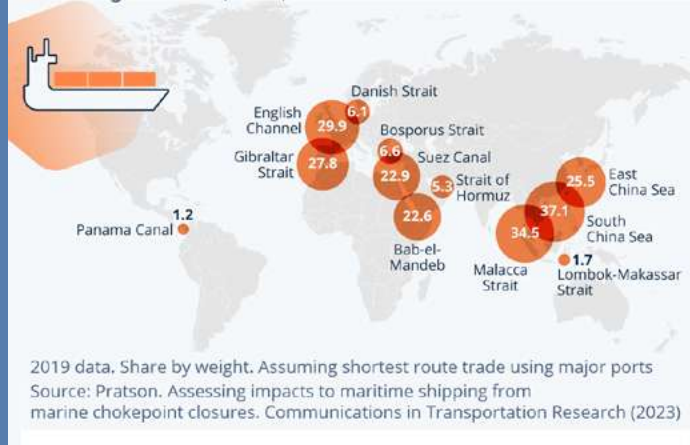 Danish Strait
6.1
English
Channel
29.9
Bosporus Strait
6.6
Gibraltar
Strait
27.8
Suez Canal
22.9
Strait of
Hormuz
5.3
East
China Sea
25.5
1.2
Panama Canal
22.6
37.1
South
China Sea
34.5
Bab-el-
Mandeb
Malacca
Strait
1.7
Lombok-Makassar
Strait
2019 data. Share by weight. Assuming shortest route trade using major ports
Source: Pratson. Assessing impacts to maritime shipping from
marine chokepoint closures. Communications in Transportation Research (2023)